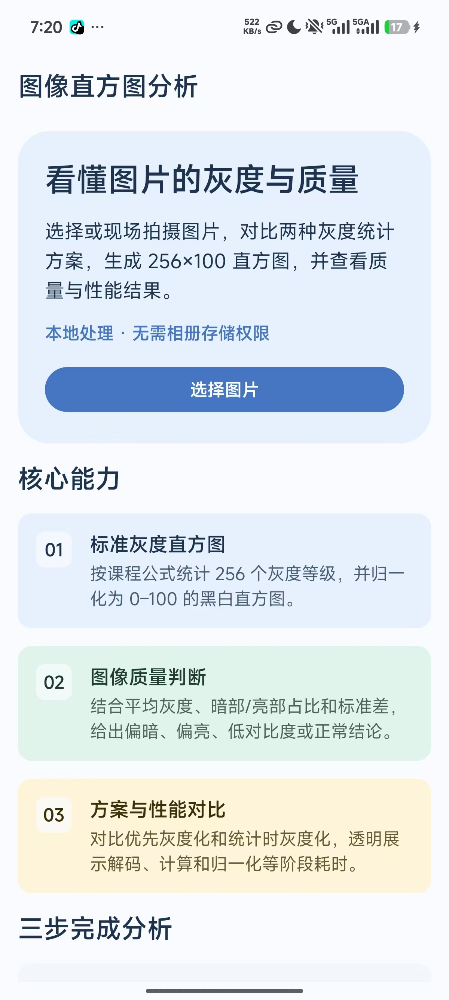 7:20 ...
522 KB/s 5G 5GA 17
图像直方图分析
看懂图片的灰度与质量
选择或现场拍摄图片，对比两种灰度统计
方案，生成 256×100 直方图，并查看质
量与性能结果。
本地处理 · 无需相册存储权限
选择图片
核心能力
01
标准灰度直方图
按课程公式统计 256 个灰度等级，并归一
化为 0–100 的黑白直方图。
02
图像质量判断
结合平均灰度、暗部/亮部占比和标准差，
给出偏暗、偏亮、低对比度或正常结论。
03
方案与性能对比
对比优先灰度化和统计时灰度化，透明展
示解码、计算和归一化等阶段耗时。
三步完成分析